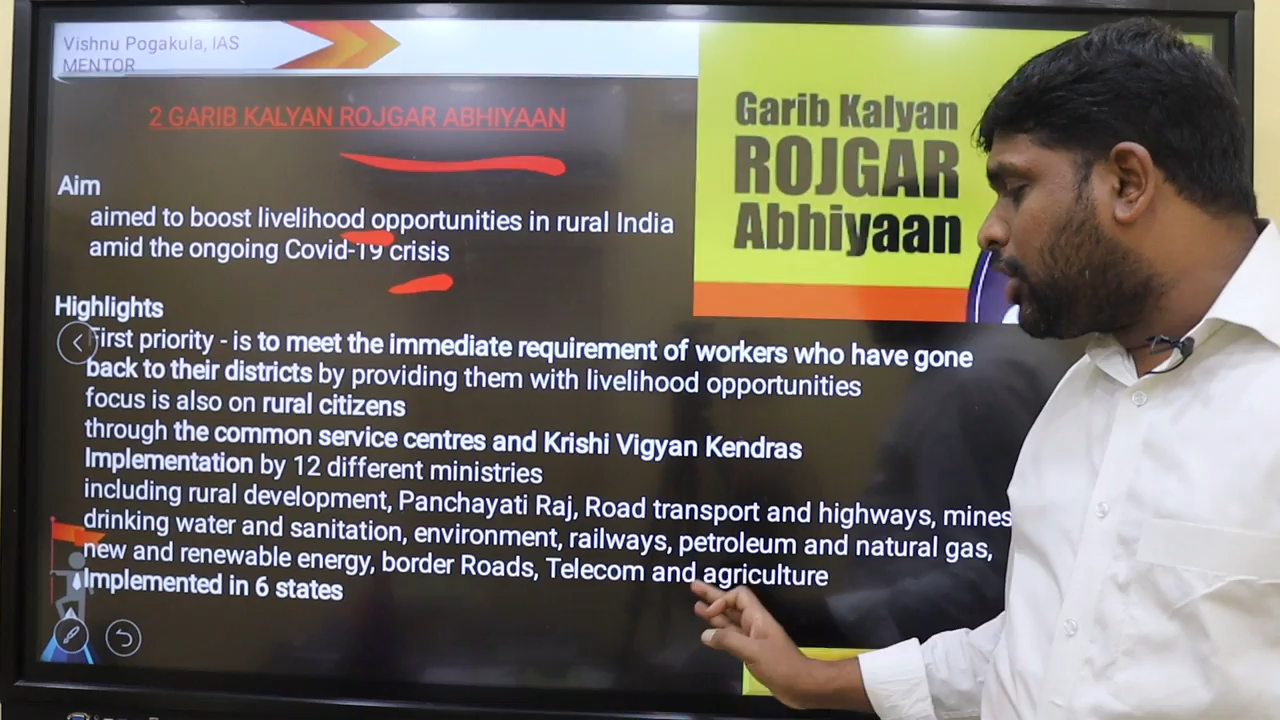 Vishnu Pogakula, IAS
MENTOR
2 GARIB KALYAN ROJGAR ABHIYAAN
Garib Kalyan
ROJGAR
Abhiyaan
Aim
aimed to boost livelihood opportunities in rural India
amid the ongoing Covid-19 crisis
Highlights
First priority - is to meet the immediate requirement of workers who have gone
back to their districts by providing them with livelihood opportunities
focus is also on rural citizens
through the common service centres and Krishi Vigyan Kendras
Implementation by 12 different ministries
including rural development, Panchayati Raj, Road transport and highways, mines
drinking water and sanitation, environment, railways, petroleum and natural gas,
new and renewable energy, border Roads, Telecom and agriculture
Implemented in 6 states